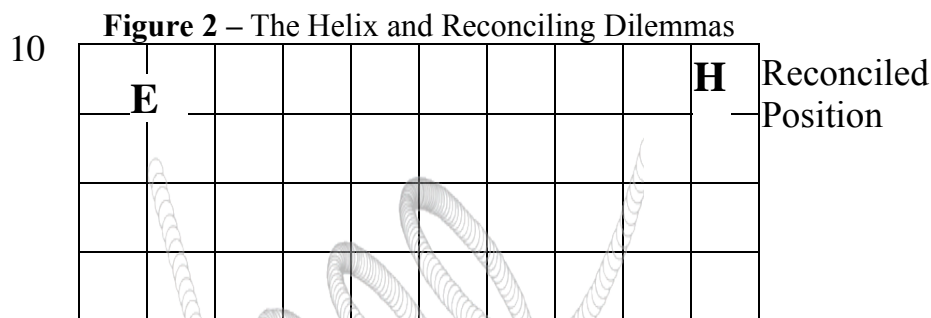 Figure 2 – The Helix and Reconciling Dilemmas
10
E
H
Reconciled
Position